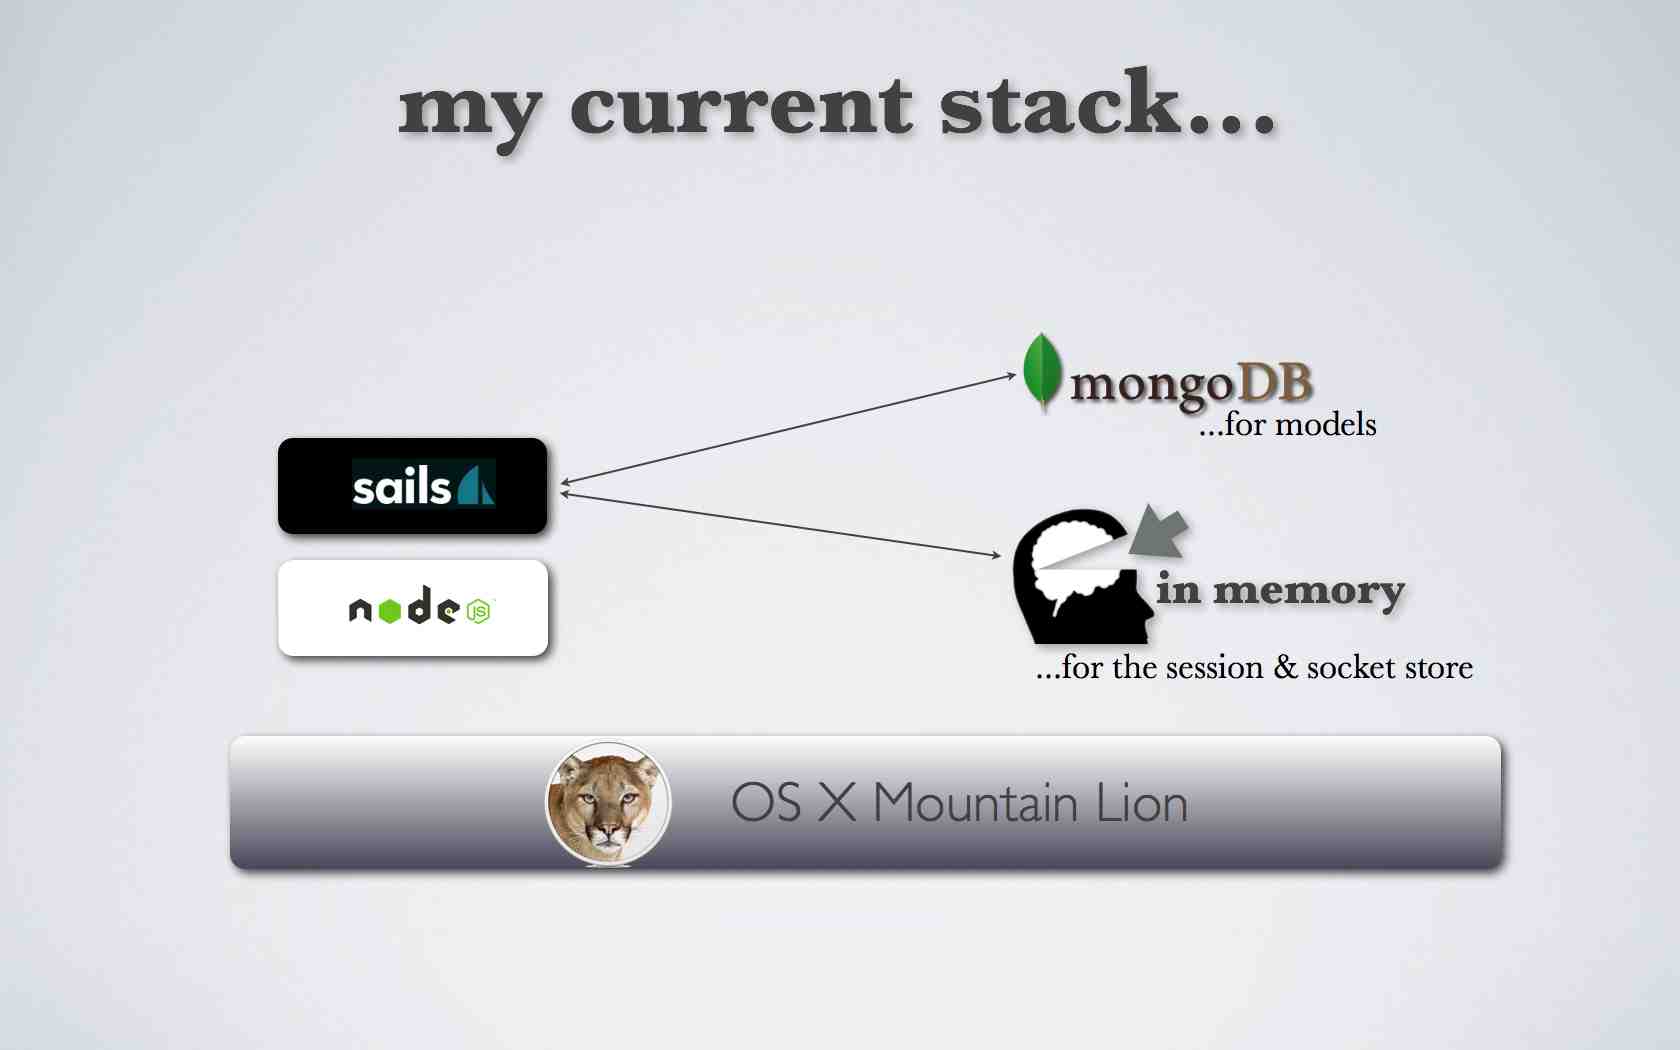 my current stack...
mongoDB
...for models
sails
node JS
in memory
...for the session & socket store
OS X Mountain Lion